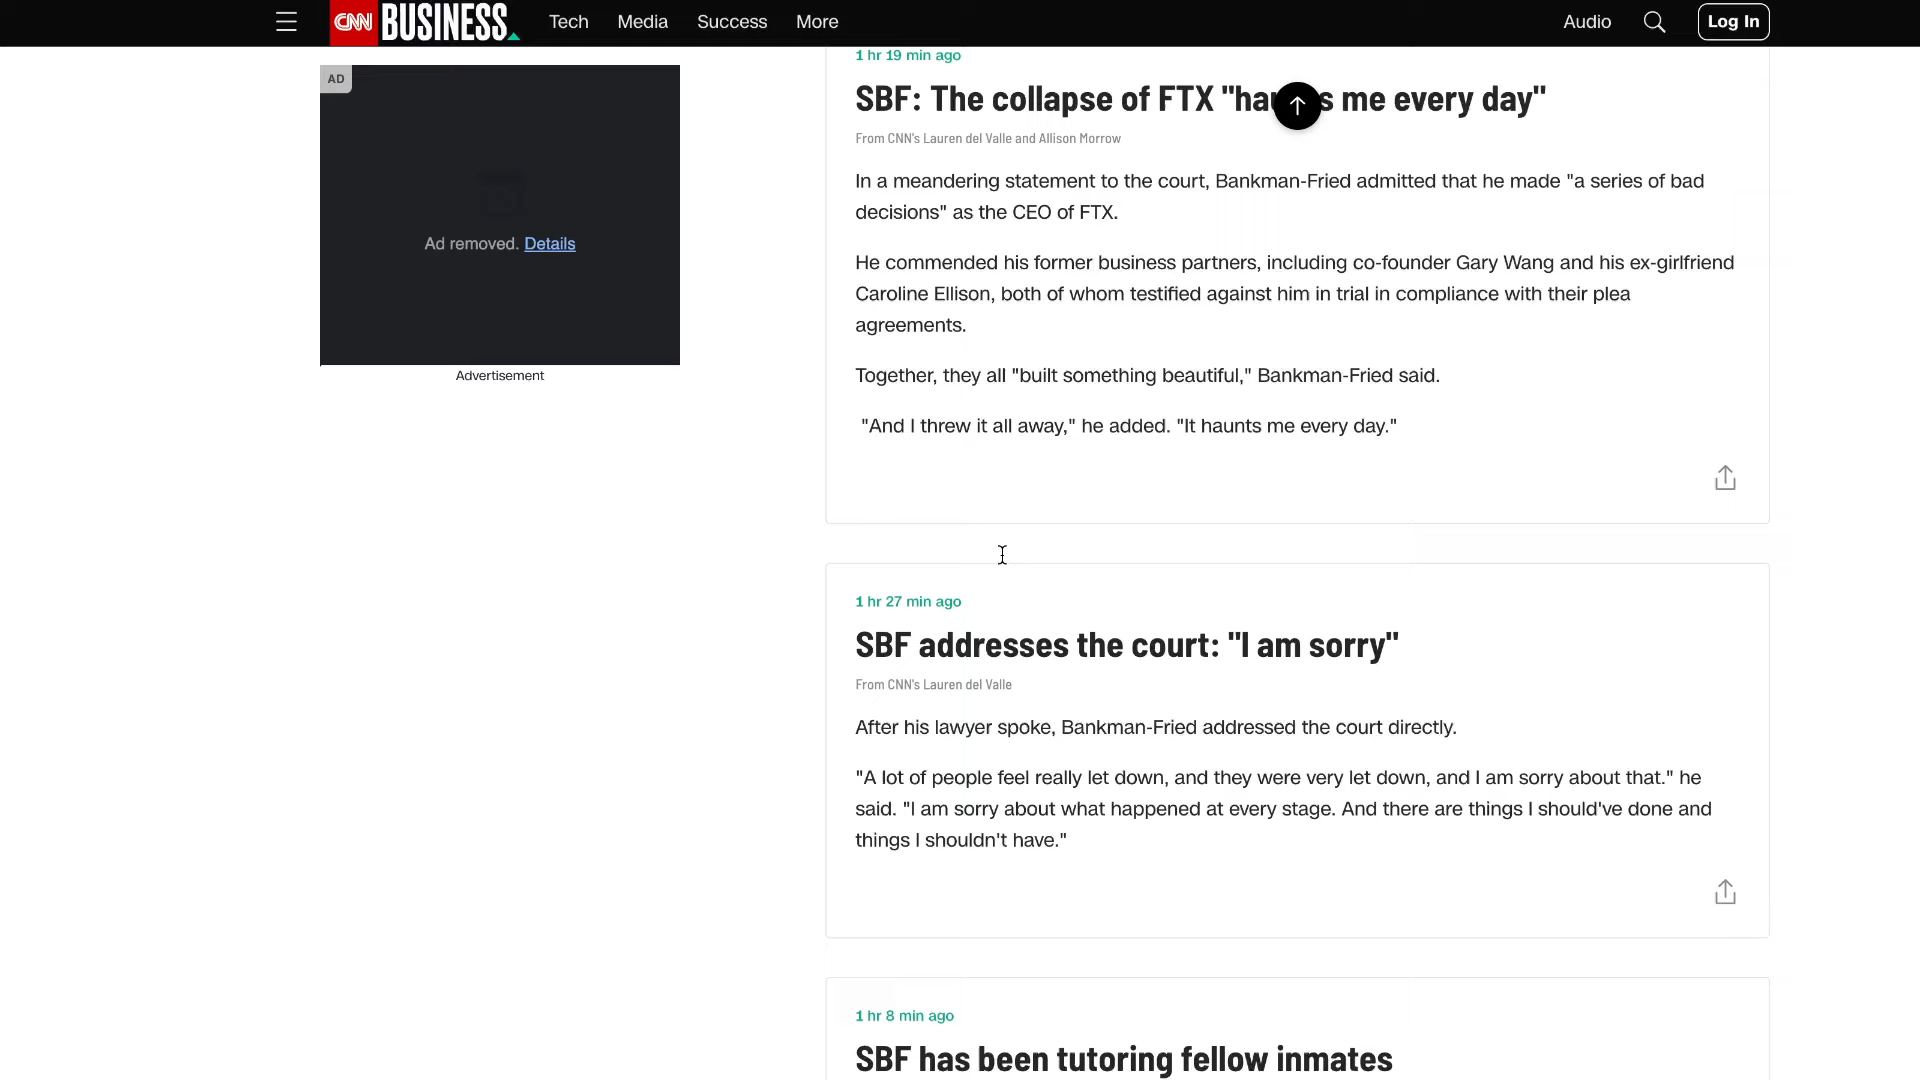 CNN BUSINESS
Tech
Media
Success
More
Audio
Log In
AD
Ad removed. Details
Advertisement
1 hr 19 min ago
SBF: The collapse of FTX "ha s me every day"
From CNN's Lauren del Valle and Allison Morrow
In a meandering statement to the court, Bankman-Fried admitted that he made "a series of bad
decisions" as the CEO of FTX.
He commended his former business partners, including co-founder Gary Wang and his ex-girlfriend
Caroline Ellison, both of whom testified against him in trial in compliance with their plea
agreements.
Together, they all "built something beautiful," Bankman-Fried said.
"And I threw it all away," he added. "It haunts me every day."
1 hr 27 min ago
SBF addresses the court: "I am sorry"
From CNN's Lauren del Valle
After his lawyer spoke, Bankman-Fried addressed the court directly.
"A lot of people feel really let down, and they were very let down, and I am sorry about that." he
said. "I am sorry about what happened at every stage. And there are things I should've done and
things I shouldn't have."
1 hr 8 min ago
SBF has been tutoring fellow inmates